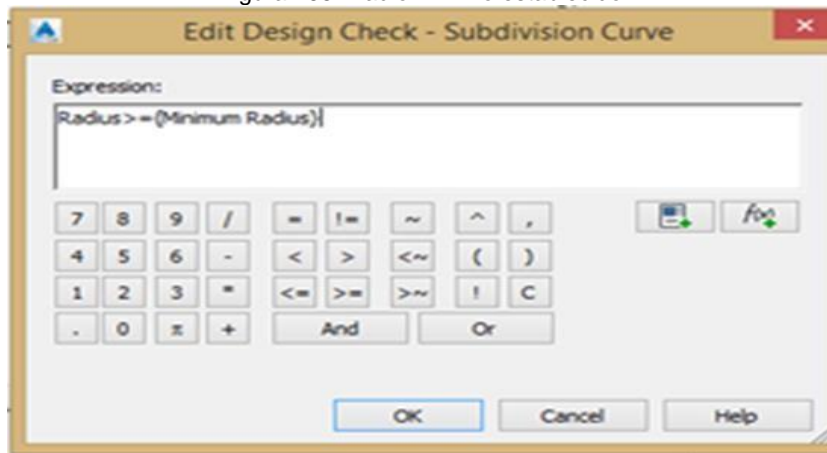 Edit Design Check - Subdivision Curve
Expression:
Radius>={Minimum Radius}
7 8 9 / = != ~ ^ ,
4 5 6 - < > <~ ( )
1 2 3 * <= >= >~ ! C
. 0 π + And Or
OK Cancel Help